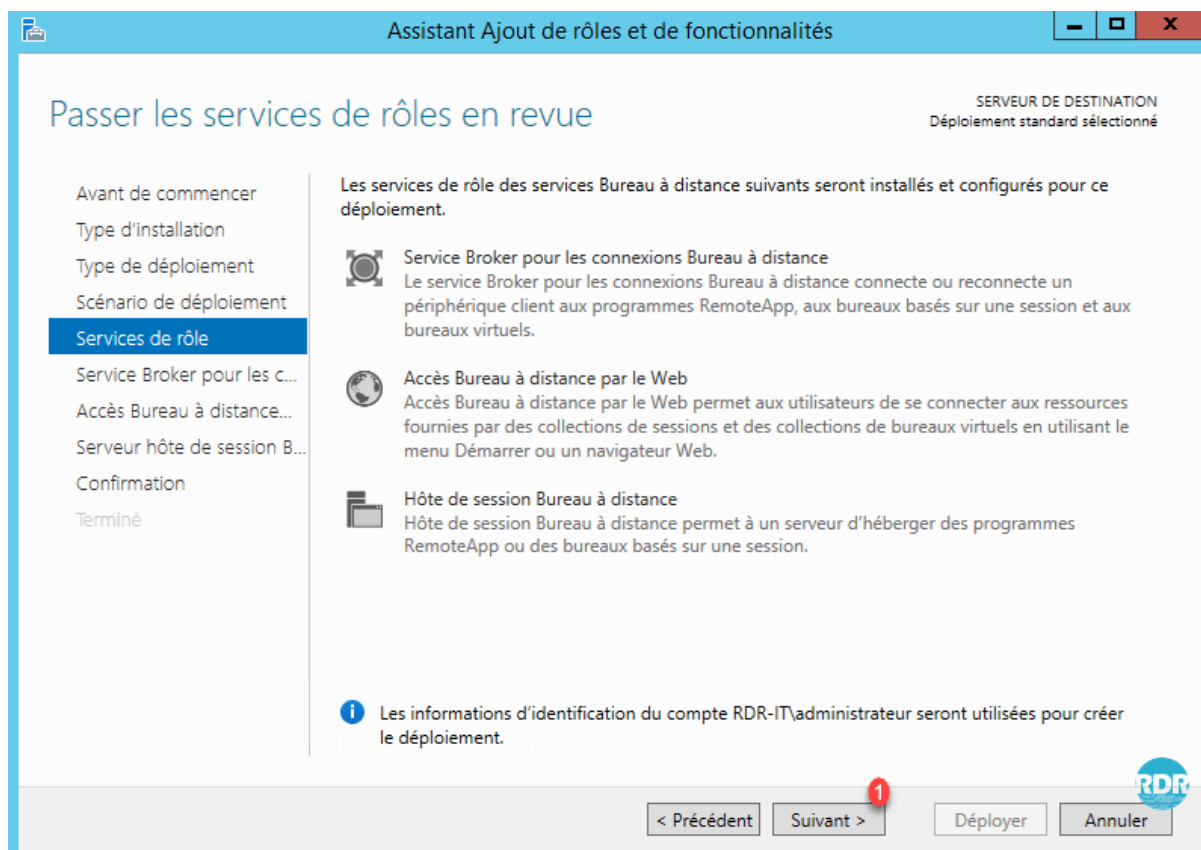 Assistant Ajout de rôles et de fonctionnalités
Passer les services de rôles en revue
SERVEUR DE DESTINATION
Déploiement standard sélectionné
Avant de commencer
Type d'installation
Type de déploiement
Scénario de déploiement
Services de rôle
Service Broker pour les c...
Accès Bureau à distance...
Serveur hôte de session B...
Confirmation
Terminé
Les services de rôle des services Bureau à distance suivants seront installés et configurés pour ce
déploiement.
Service Broker pour les connexions Bureau à distance
Le service Broker pour les connexions Bureau à distance connecte ou reconnecte un
périphérique client aux programmes RemoteApp, aux bureaux basés sur une session et aux
bureaux virtuels.
Accès Bureau à distance par le Web
Accès Bureau à distance par le Web permet aux utilisateurs de se connecter aux ressources
fournies par des collections de sessions et des collections de bureaux virtuels en utilisant le
menu Démarrer ou un navigateur Web.
Hôte de session Bureau à distance
Hôte de session Bureau à distance permet à un serveur d'héberger des programmes
RemoteApp ou des bureaux basés sur une session.
Les informations d'identification du compte RDR-IT\administrateur seront utilisées pour créer
le déploiement.
RDR
1
< Précédent Suivant > Déployer Annuler